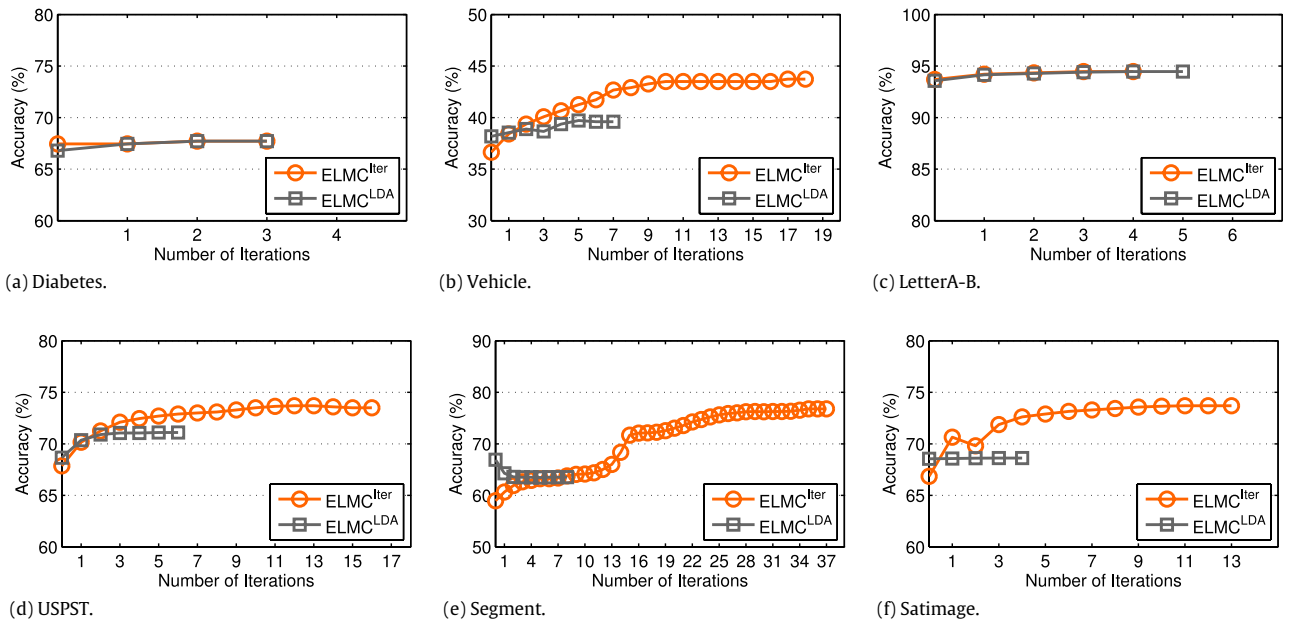 80
75
70
65
60
Accuracy (%)
1 2 3 4
Number of Iterations
ELMC^Iter
ELMC^LDA
(a) Diabetes.
50
45
40
35
30
Accuracy (%)
1 3 5 7 9 11 13 15 17 19
Number of Iterations
ELMC^Iter
ELMC^LDA
(b) Vehicle.
100
95
90
85
80
Accuracy (%)
1 2 3 4 5 6
Number of Iterations
ELMC^Iter
ELMC^LDA
(c) LetterA-B.
80
75
70
65
60
Accuracy (%)
1 3 5 7 9 11 13 15 17
Number of Iterations
ELMC^Iter
ELMC^LDA
(d) USPST.
90
80
70
60
50
Accuracy (%)
1 4 7 10 13 16 19 22 25 28 31 34 37
Number of Iterations
ELMC^Iter
ELMC^LDA
(e) Segment.
80
75
70
65
60
Accuracy (%)
1 3 5 7 9 11 13
Number of Iterations
ELMC^Iter
ELMC^LDA
(f) Satimage.